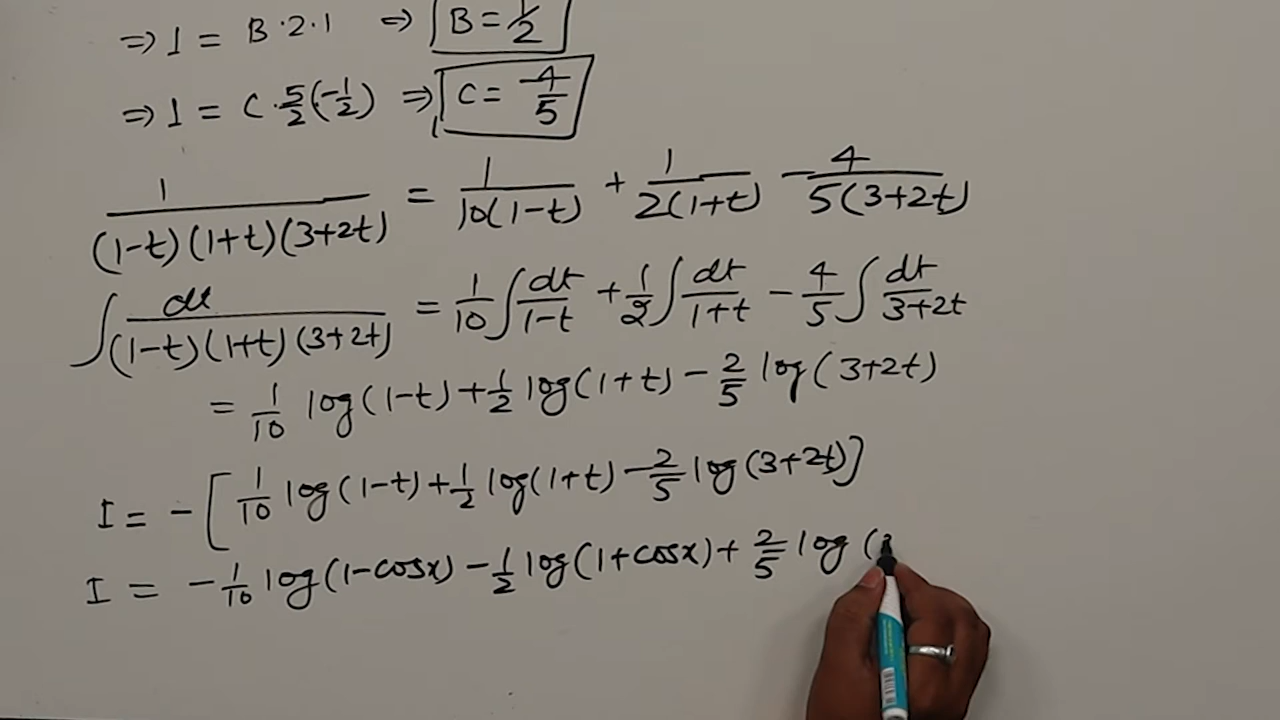 ⇒ 1 = B·2·1 ⇒ B = 1/2
⇒ 1 = C·5/2(-1/2) ⇒ C = -4/5
1/((1-t)(1+t)(3+2t)) = 1/(10(1-t)) + 1/(2(1+t)) - 4/(5(3+2t))
∫ dt/((1-t)(1+t)(3+2t)) = 1/10 ∫ dt/(1-t) + 1/2 ∫ dt/(1+t) - 4/5 ∫ dt/(3+2t)
= 1/10 log(1-t) + 1/2 log(1+t) - 2/5 log(3+2t)
I = -[1/10 log(1-t) + 1/2 log(1+t) - 2/5 log(3+2t)]
I = -1/10 log(1-cosx) - 1/2 log(1+cosx) + 2/5 log(